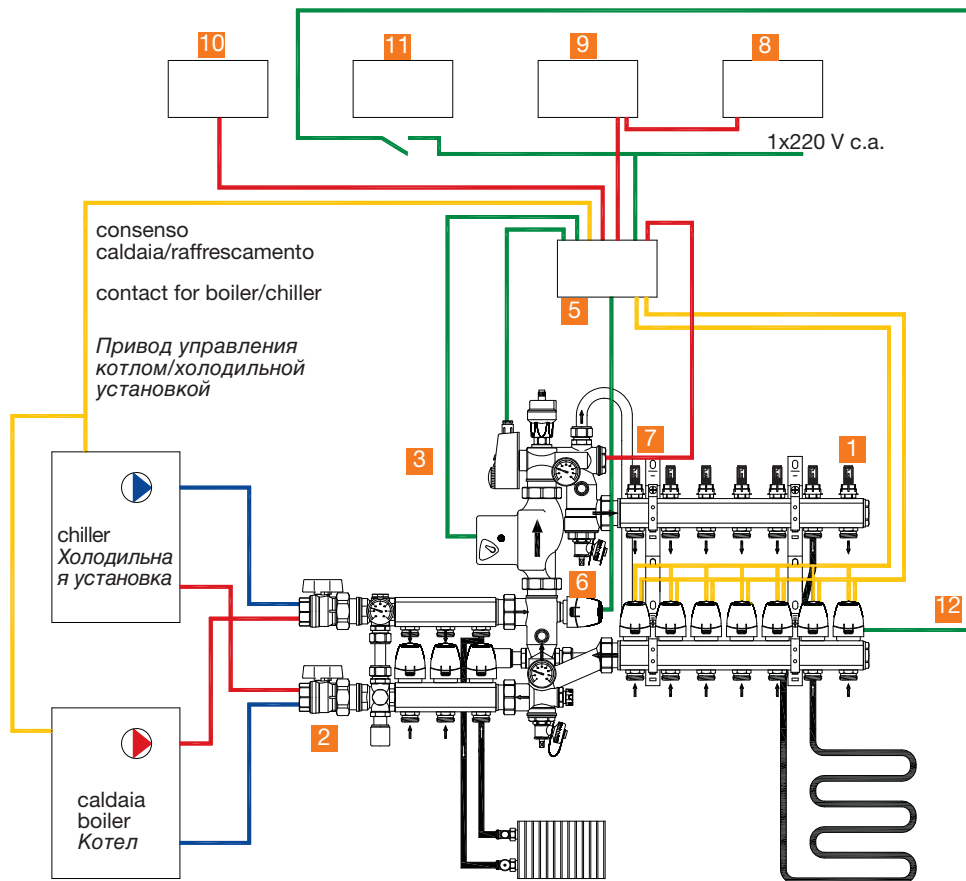 10
11
9
8
1x220 V c.a.
consenso
caldaia/raffrescamento
contact for boiler/chiller
Привод управления
котлом/холодильной
установкой
5
3
7
1
chiller
Холодильна
я установка
6
12
2
caldaia
boiler
Котел